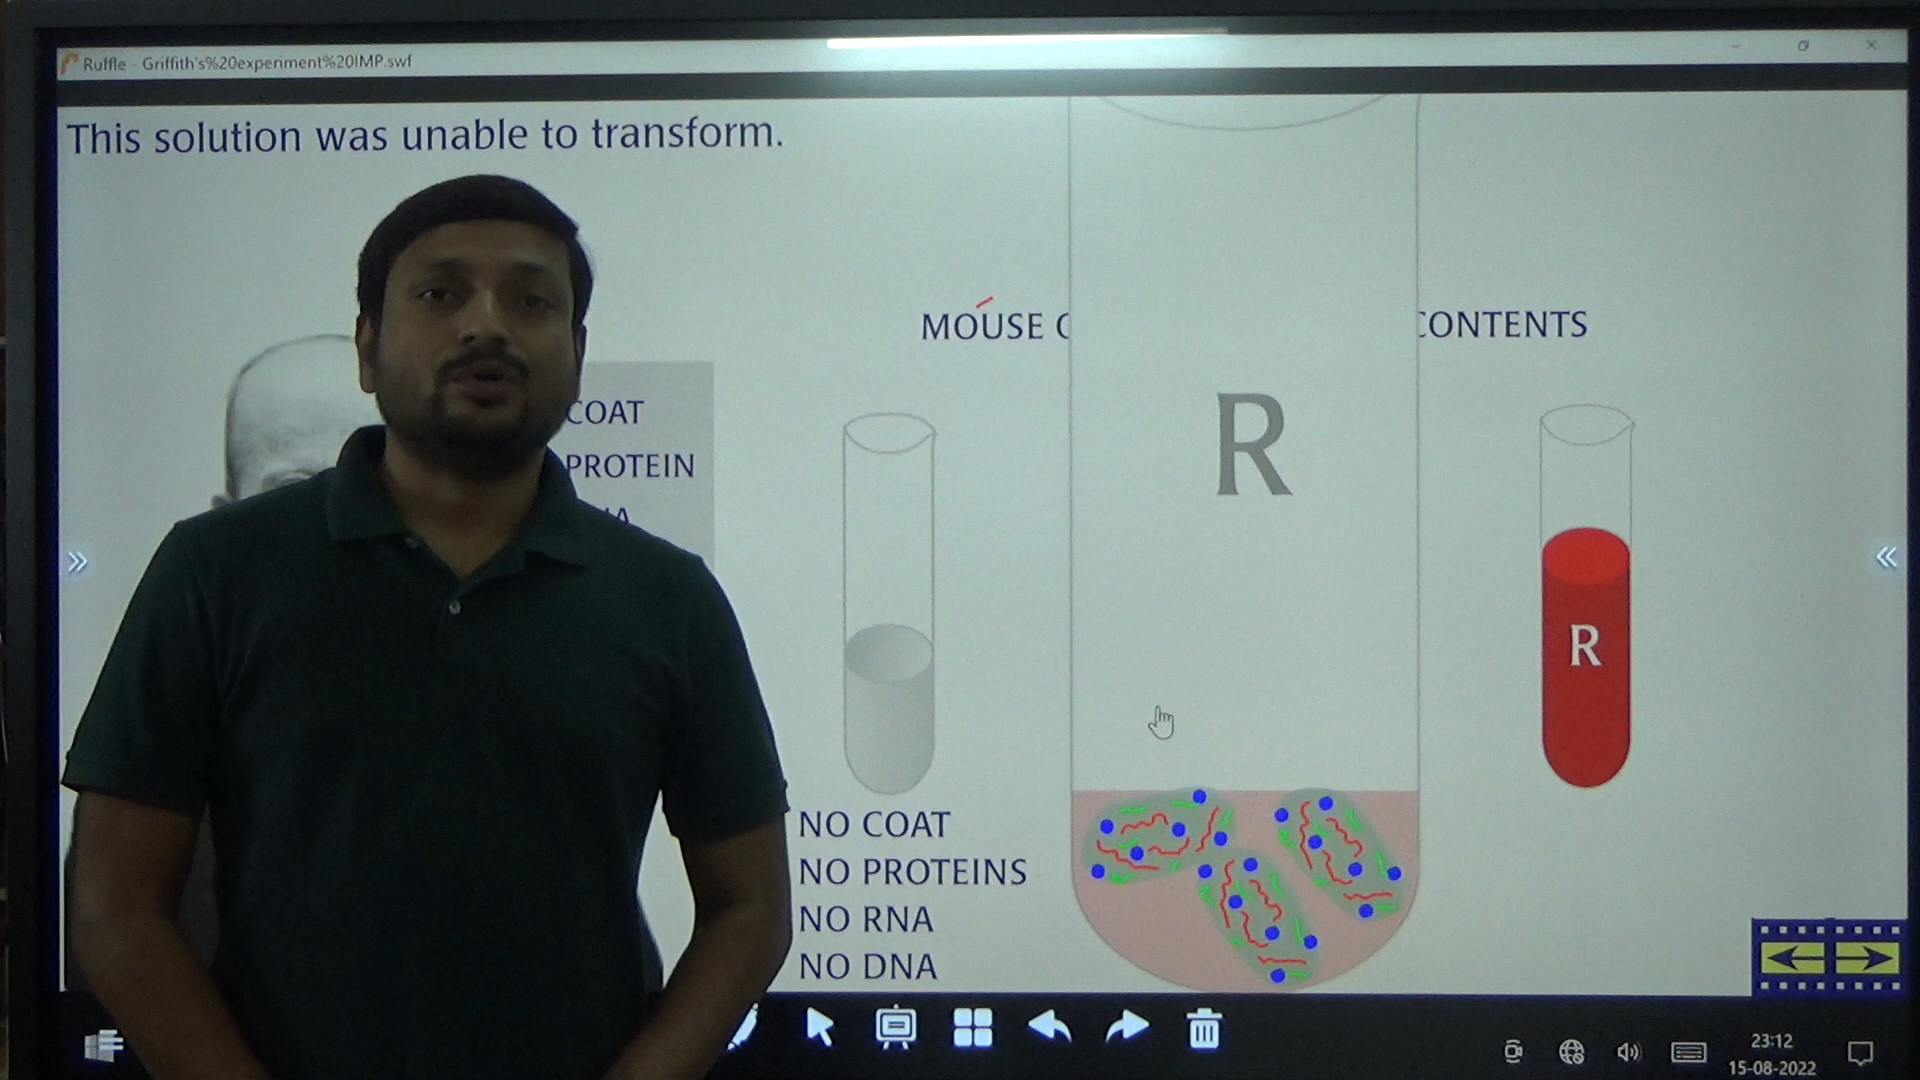 Ruffle - Griffith's%20experiment%20IMP.swf
This solution was unable to transform.
MOUSE
CONTENTS
COAT
PROTEIN
R
R
NO COAT
NO PROTEINS
NO RNA
NO DNA
23:12
15-08-2022